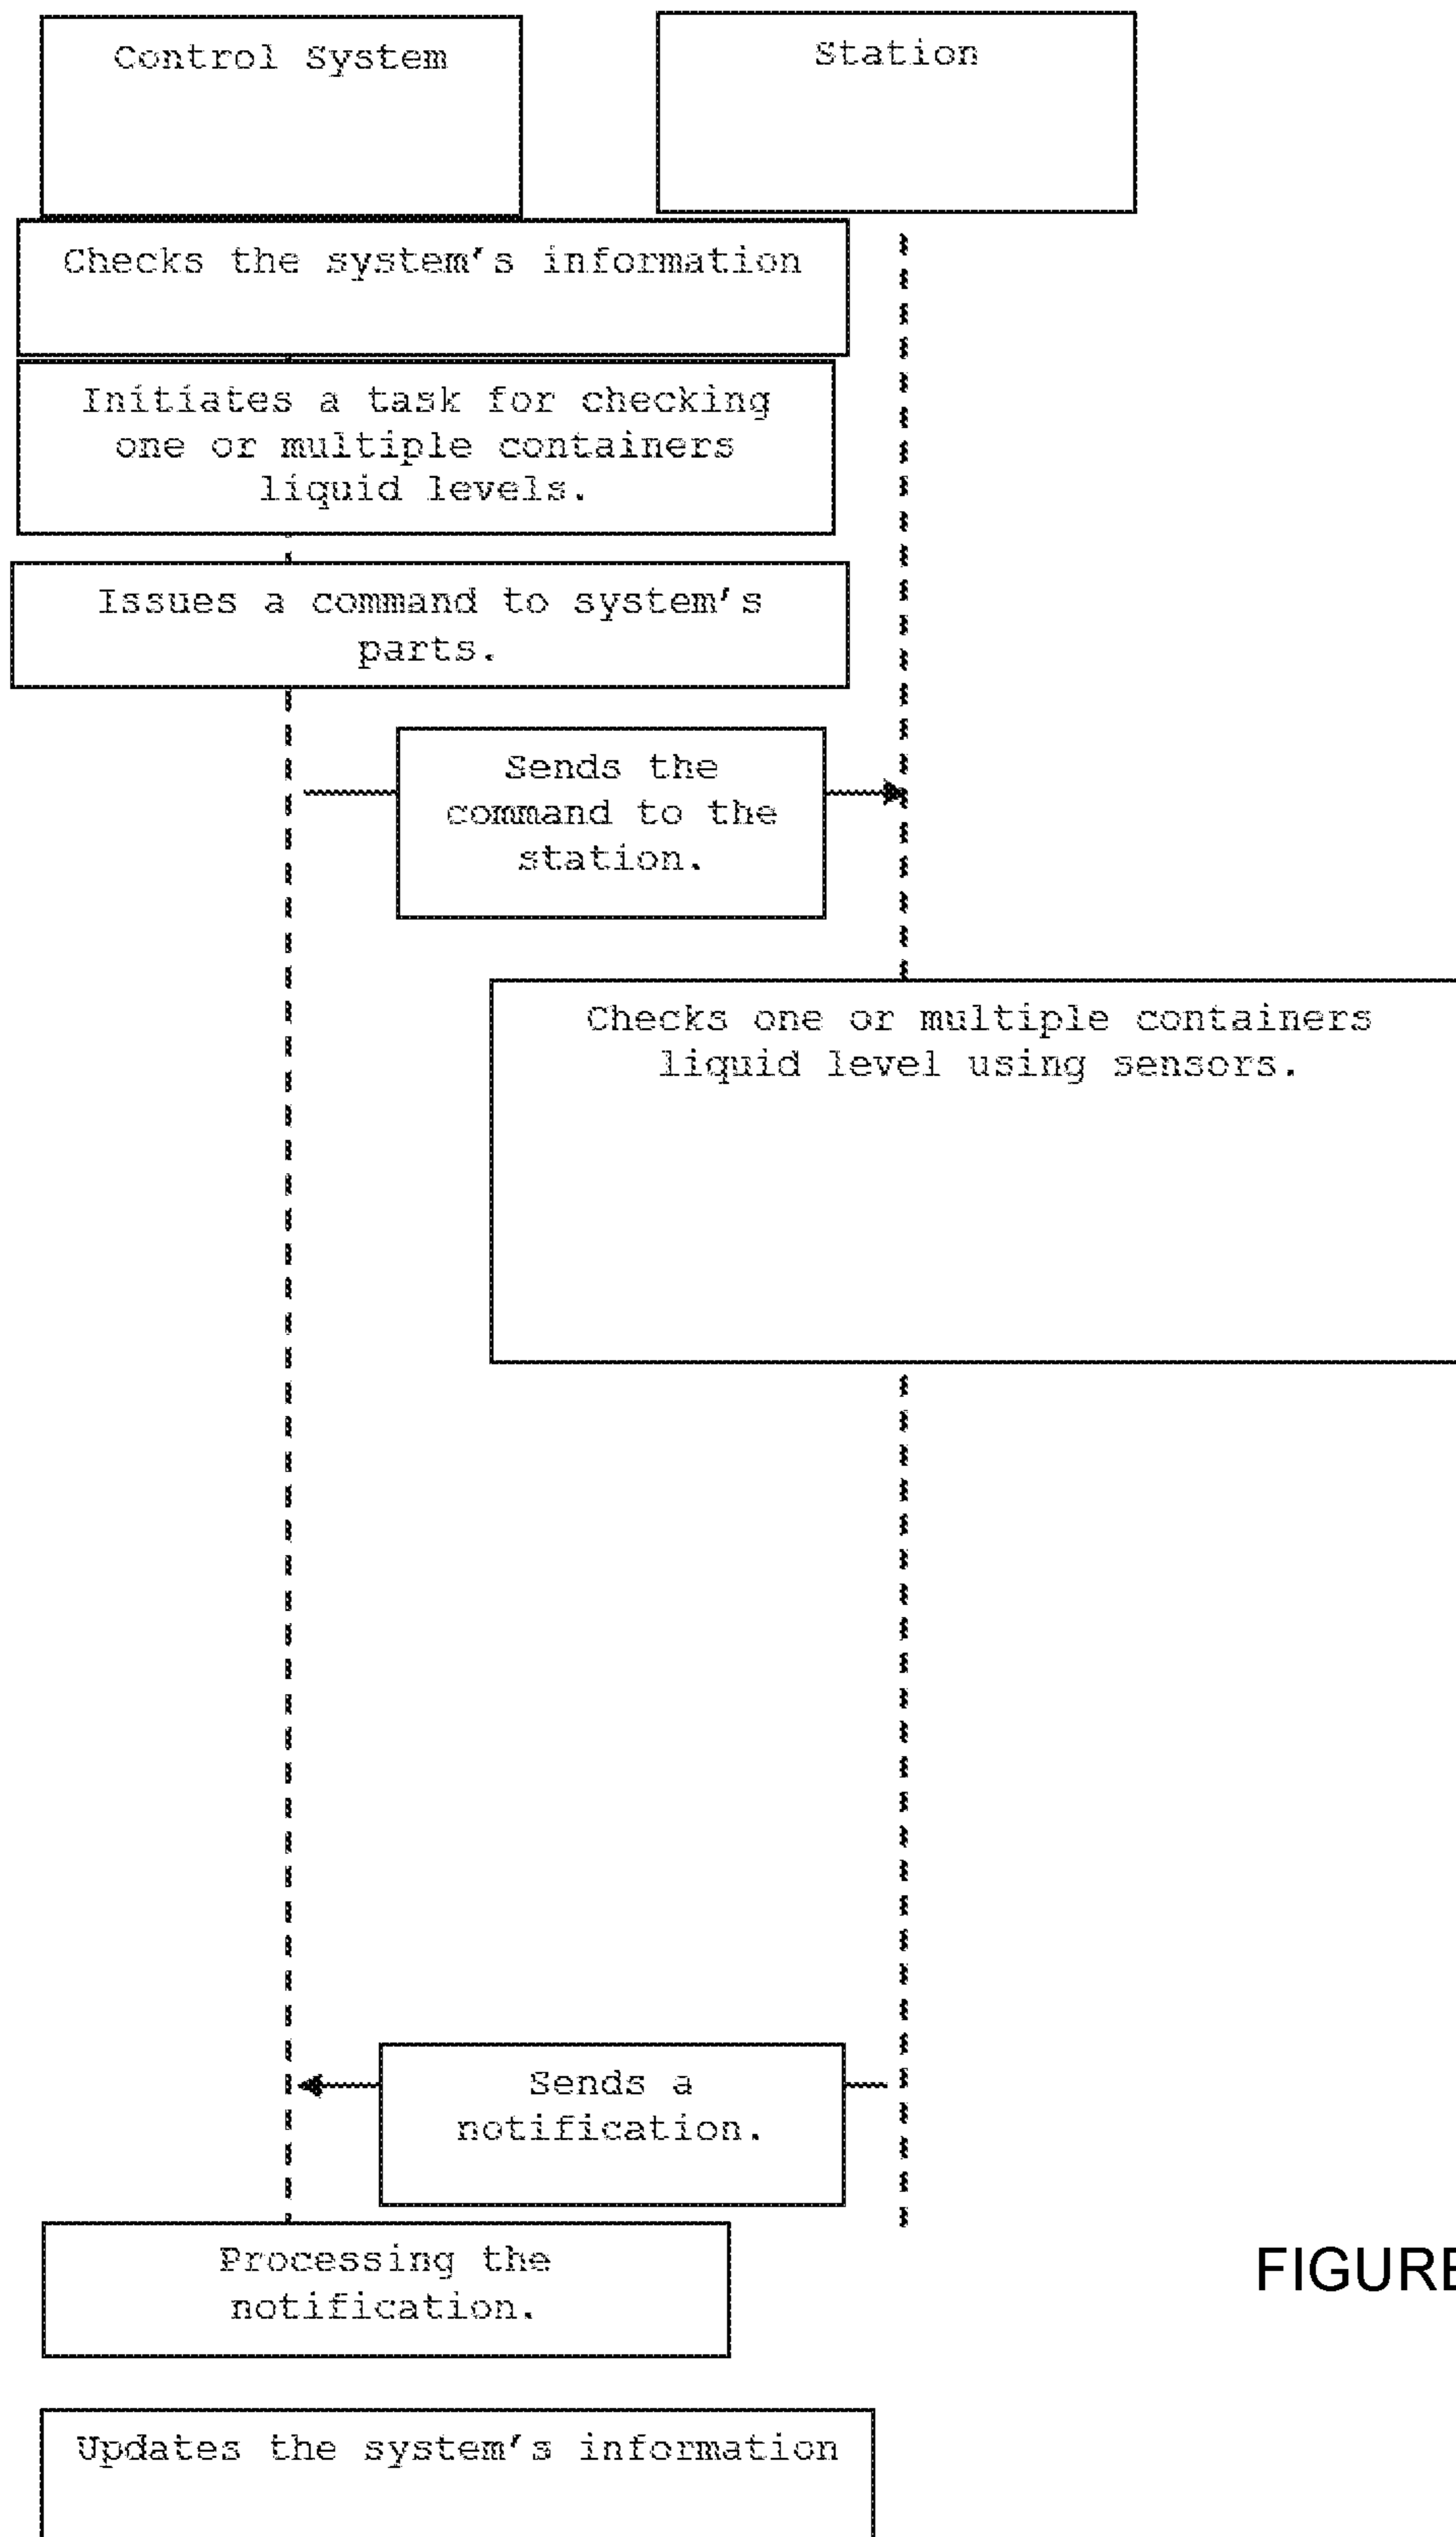 Control System
Station
Checks the system's information
Initiates a task for checking
one or multiple containers
liquid levels.
Issues a command to system's
parts.
Sends the
command to the
station.
Checks one or multiple containers
liquid level using sensors.
Sends a
notification.
Processing the
notification.
FIGURE
Updates the system's information